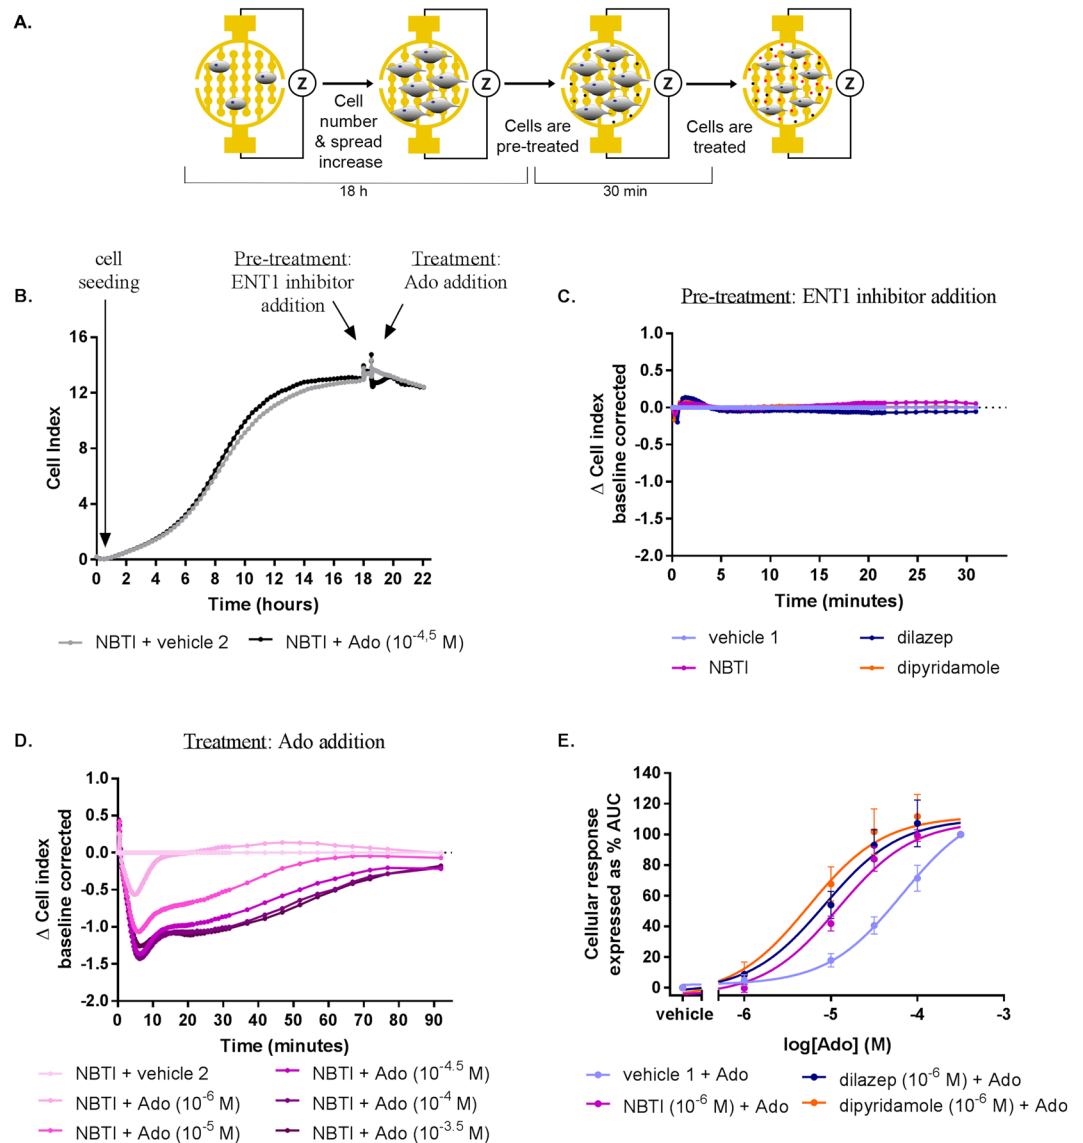 A.
Z
Z
Z
Z
Cell
number
& spread
increase
Cells are
pre-treated
Cells are
treated
18 h
30 min
cell
seeding
Pre-treatment:
ENT1 inhibitor
addition
Treatment:
Ado addition
B.
16
12
8
4
0
Cell Index
0 2 4 6 8 10 12 14 16 18 20 22
Time (hours)
NBTI + vehicle 2
NBTI + Ado (10-4,5 M)
C.
Pre-treatment: ENT1 inhibitor addition
1.0
0.5
0.0
-0.5
-1.0
-1.5
-2.0
Δ Cell index
baseline corrected
0 5 10 15 20 25 30
Time (minutes)
vehicle 1
dilazep
NBTI
dipyridamole
D.
Treatment: Ado addition
1.0
0.5
0.0
-0.5
-1.0
-1.5
-2.0
Δ Cell index
baseline corrected
0 10 20 30 40 50 60 70 80 90
Time (minutes)
NBTI + vehicle 2
NBTI + Ado (10-4.5 M)
NBTI + Ado (10-6 M)
NBTI + Ado (10-4 M)
NBTI + Ado (10-5 M)
NBTI + Ado (10-3.5 M)
E.
140
120
100
80
60
40
20
0
Cellular response
expressed as % AUC
vehicle -6 -5 -4 -3
log[Ado] (M)
vehicle 1 + Ado
dilazep (10-6 M) + Ado
NBTI (10-6 M) + Ado
dipyridamole (10-6 M) + Ado